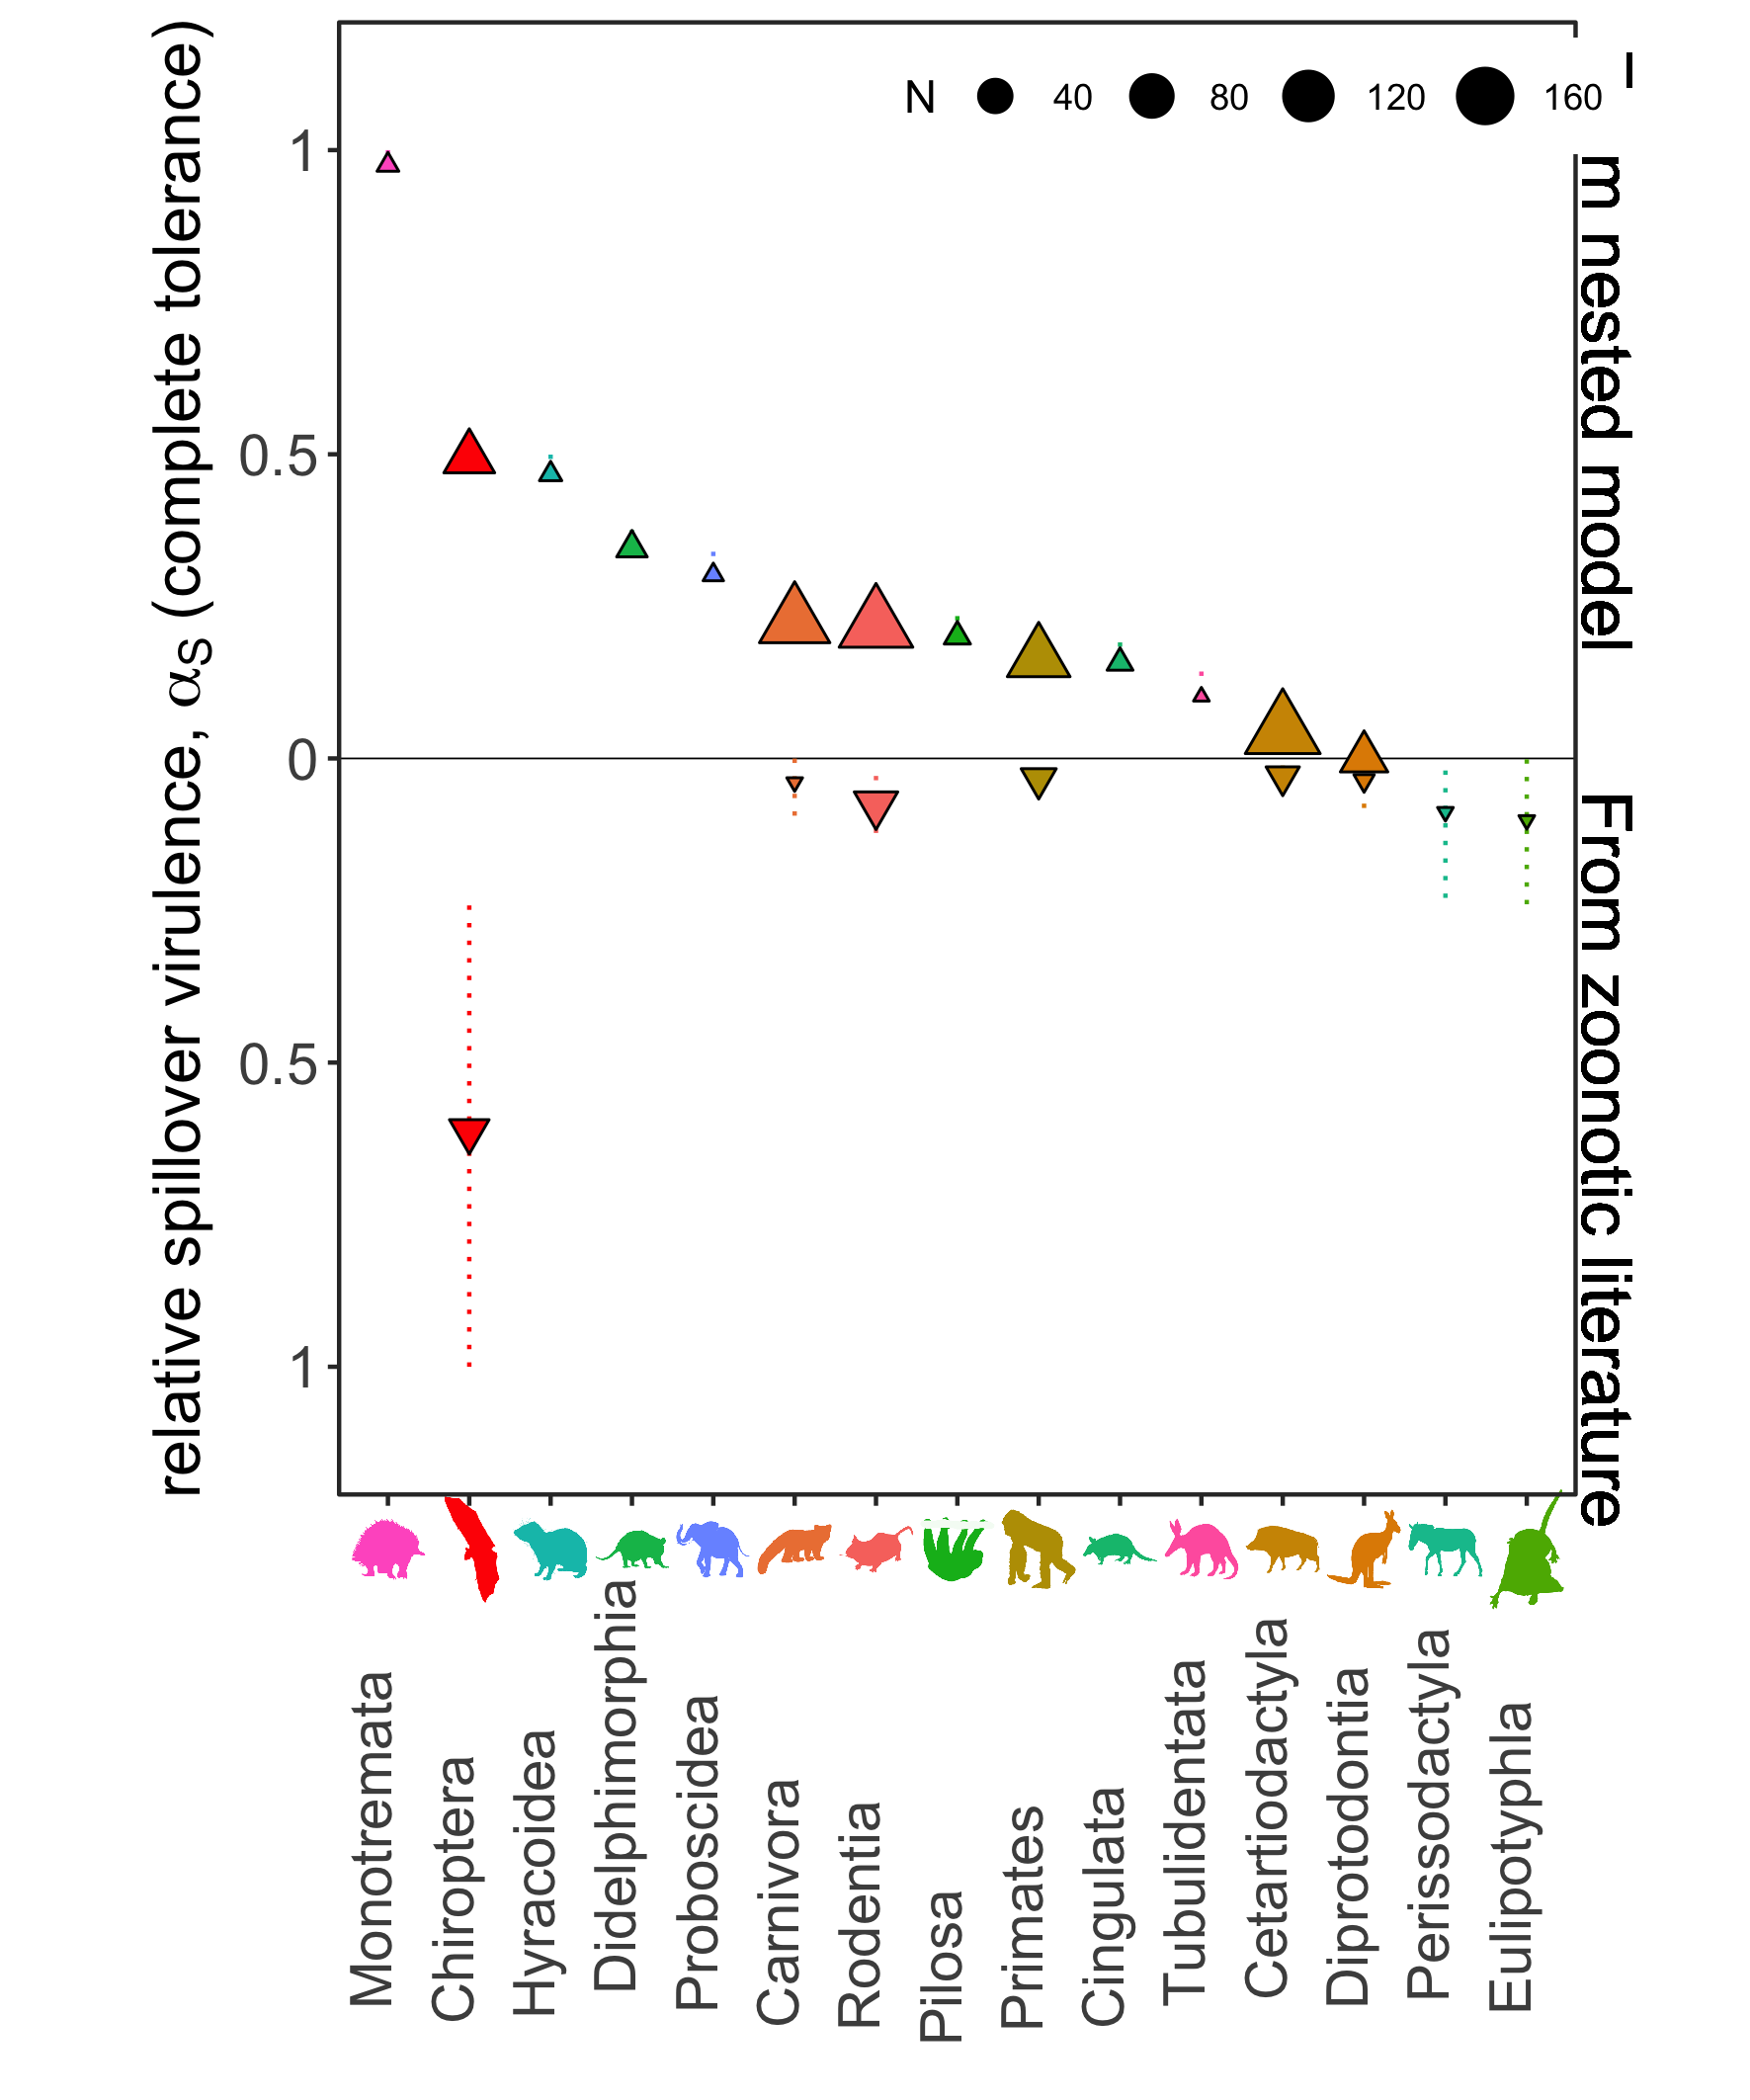 relative spillover virulence, αS (complete tolerance)
1
0.5
0
0.5
1
N 40 80 120 160
m nested model
From zoonotic literature
Monotremata
Chiroptera
Hyracoidea
Didelphimorphia
Proboscidea
Carnivora
Rodentia
Pilosa
Primates
Cingulata
Tubulidentata
Cetartiodactyla
Diprotodontia
Perissodactyla
Eulipotyphla